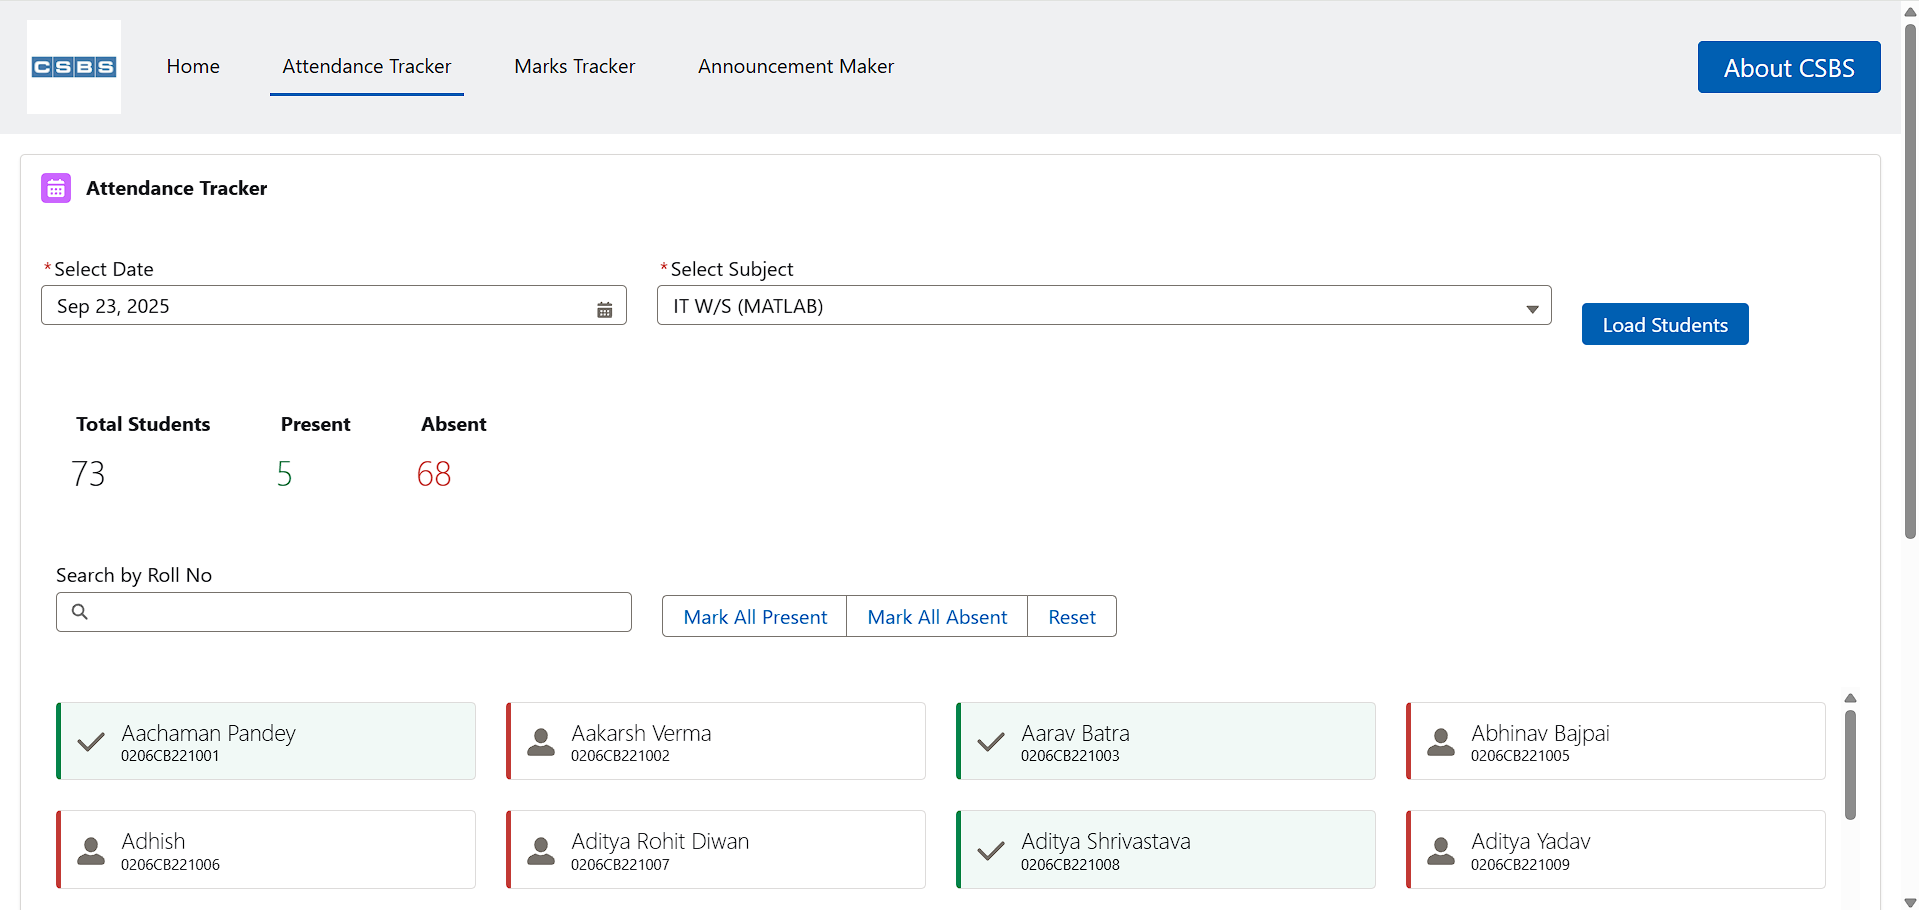 CSBS
Home Attendance Tracker Marks Tracker Announcement Maker About CSBS
Attendance Tracker
*Select Date *Select Subject
Sep 23, 2025 IT W/S (MATLAB) Load Students
Total Students Present Absent
73 5 68
Search by Roll No
Mark All Present Mark All Absent Reset
Aachaman Pandey Aakarsh Verma Aarav Batra Abhinav Bajpai
0206CB221001 0206CB221002 0206CB221003 0206CB221005
Adhish Aditya Rohit Diwan Aditya Shrivastava Aditya Yadav
0206CB221006 0206CB221007 0206CB221008 0206CB221009